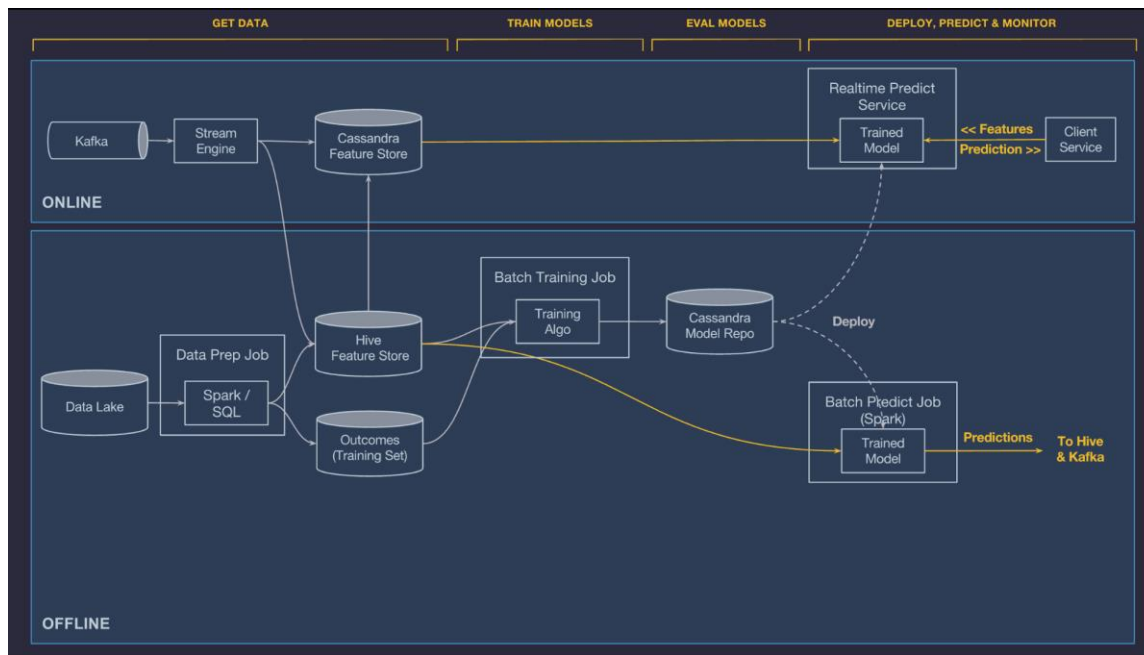 GET DATA
TRAIN MODELS
EVAL MODELS
DEPLOY, PREDICT & MONITOR
Kafka
Stream
Engine
Cassandra
Feature Store
Realtime Predict
Service
Trained
Model
<< Features
Prediction >>
Client
Service
ONLINE
Data Lake
Data Prep Job
Spark /
SQL
Hive
Feature Store
Outcomes
(Training Set)
Batch Training Job
Training
Algo
Cassandra
Model Repo
Deploy
Batch Predict Job
(Spark)
Trained
Model
Predictions
To Hive
& Kafka
OFFLINE